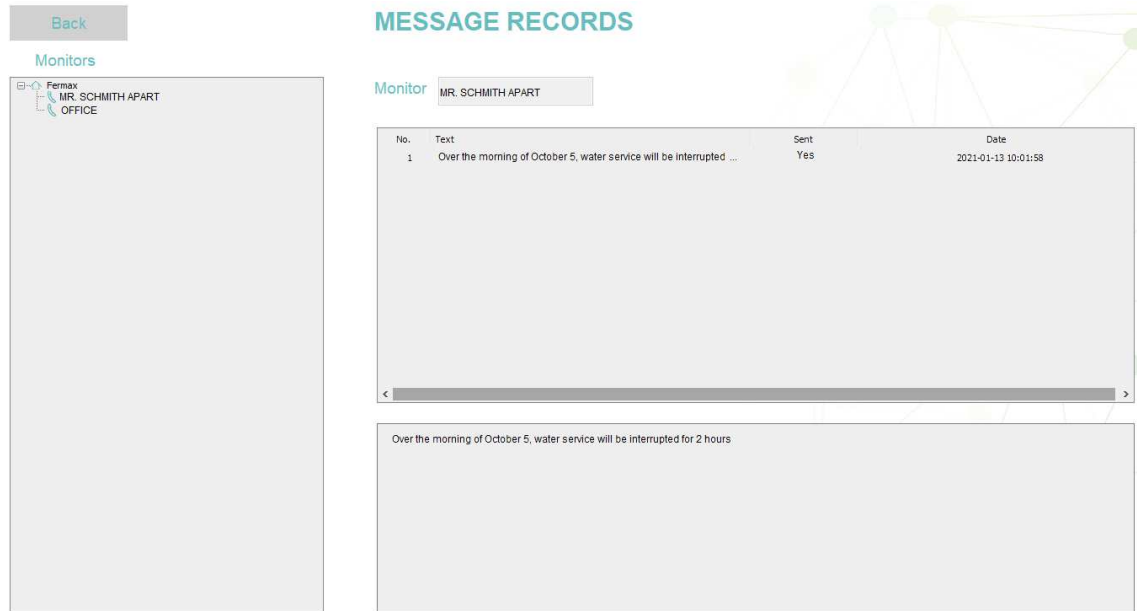 Back
MESSAGE RECORDS
Monitors
Fermax
MR. SCHMITH APART
OFFICE
Monitor MR. SCHMITH APART
No. Text Sent Date
1 Over the morning of October 5, water service will be interrupted ... Yes 2021-01-13 10:01:58
Over the morning of October 5, water service will be interrupted for 2 hours